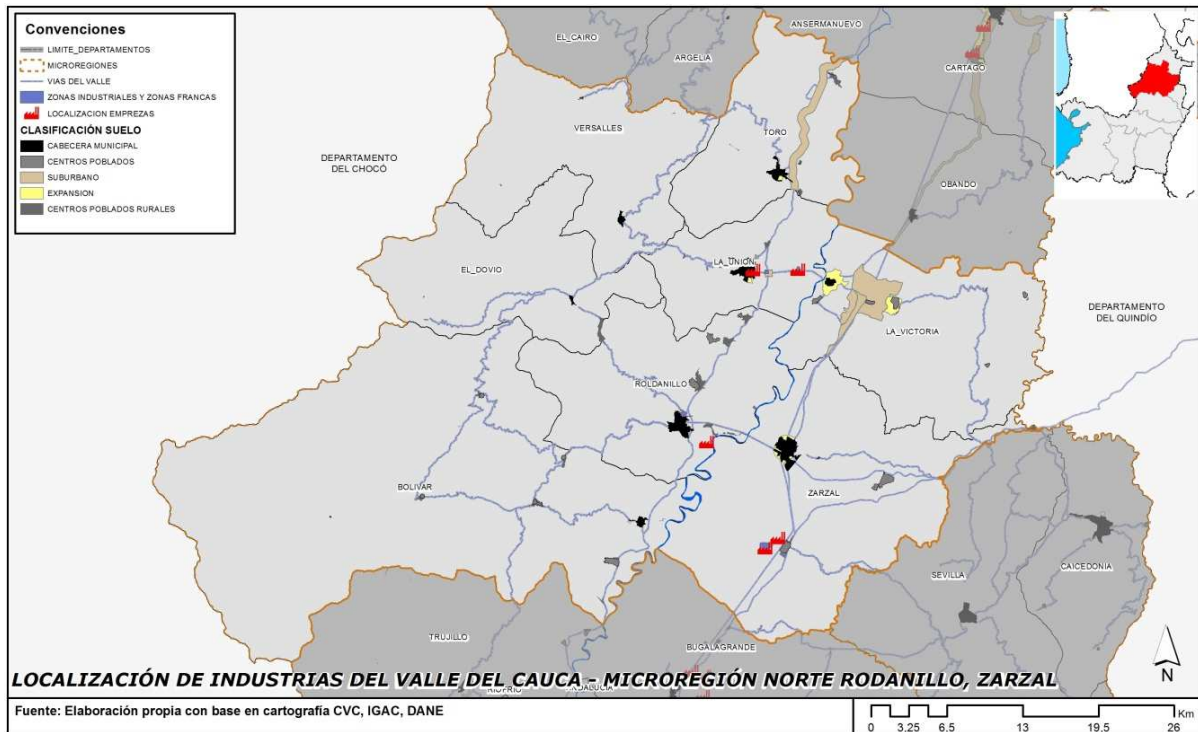 Convenciones
LIMITE_DEPARTAMENTOS
MICROREGIONES
VIAS DEL VALLE
ZONAS INDUSTRIALES Y ZONAS FRANCAS
LOCALIZACION EMPREZAS
CLASIFICACIÓN SUELO
CABECERA MUNICIPAL
CENTROS POBLADOS
SUBURBANO
EXPANSION
CENTROS POBLADOS RURALES
ANSERMANUEVO
EL_CAIRO
ARGELIA
CARTAGO
VERSALLES
TORO
DEPARTAMENTO
DEL CHOCÓ
OBANDO
LA_UNION
EL_DOVIO
DEPARTAMENTO
DEL QUINDÍO
LA_VICTORIA
ROLDANILLO
BOLIVAR
ZARZAL
SEVILLA
CAICEDONIA
TRUJILLO
BUGALAGRANDE
LOCALIZACIÓN DE INDUSTRIAS DEL VALLE DEL CAUCA - MICROREGIÓN NORTE RODANILLO, ZARZAL
N
Fuente: Elaboración propia con base en cartografía CVC, IGAC, DANE
Km
0 3.25 6.5 13 19.5 26